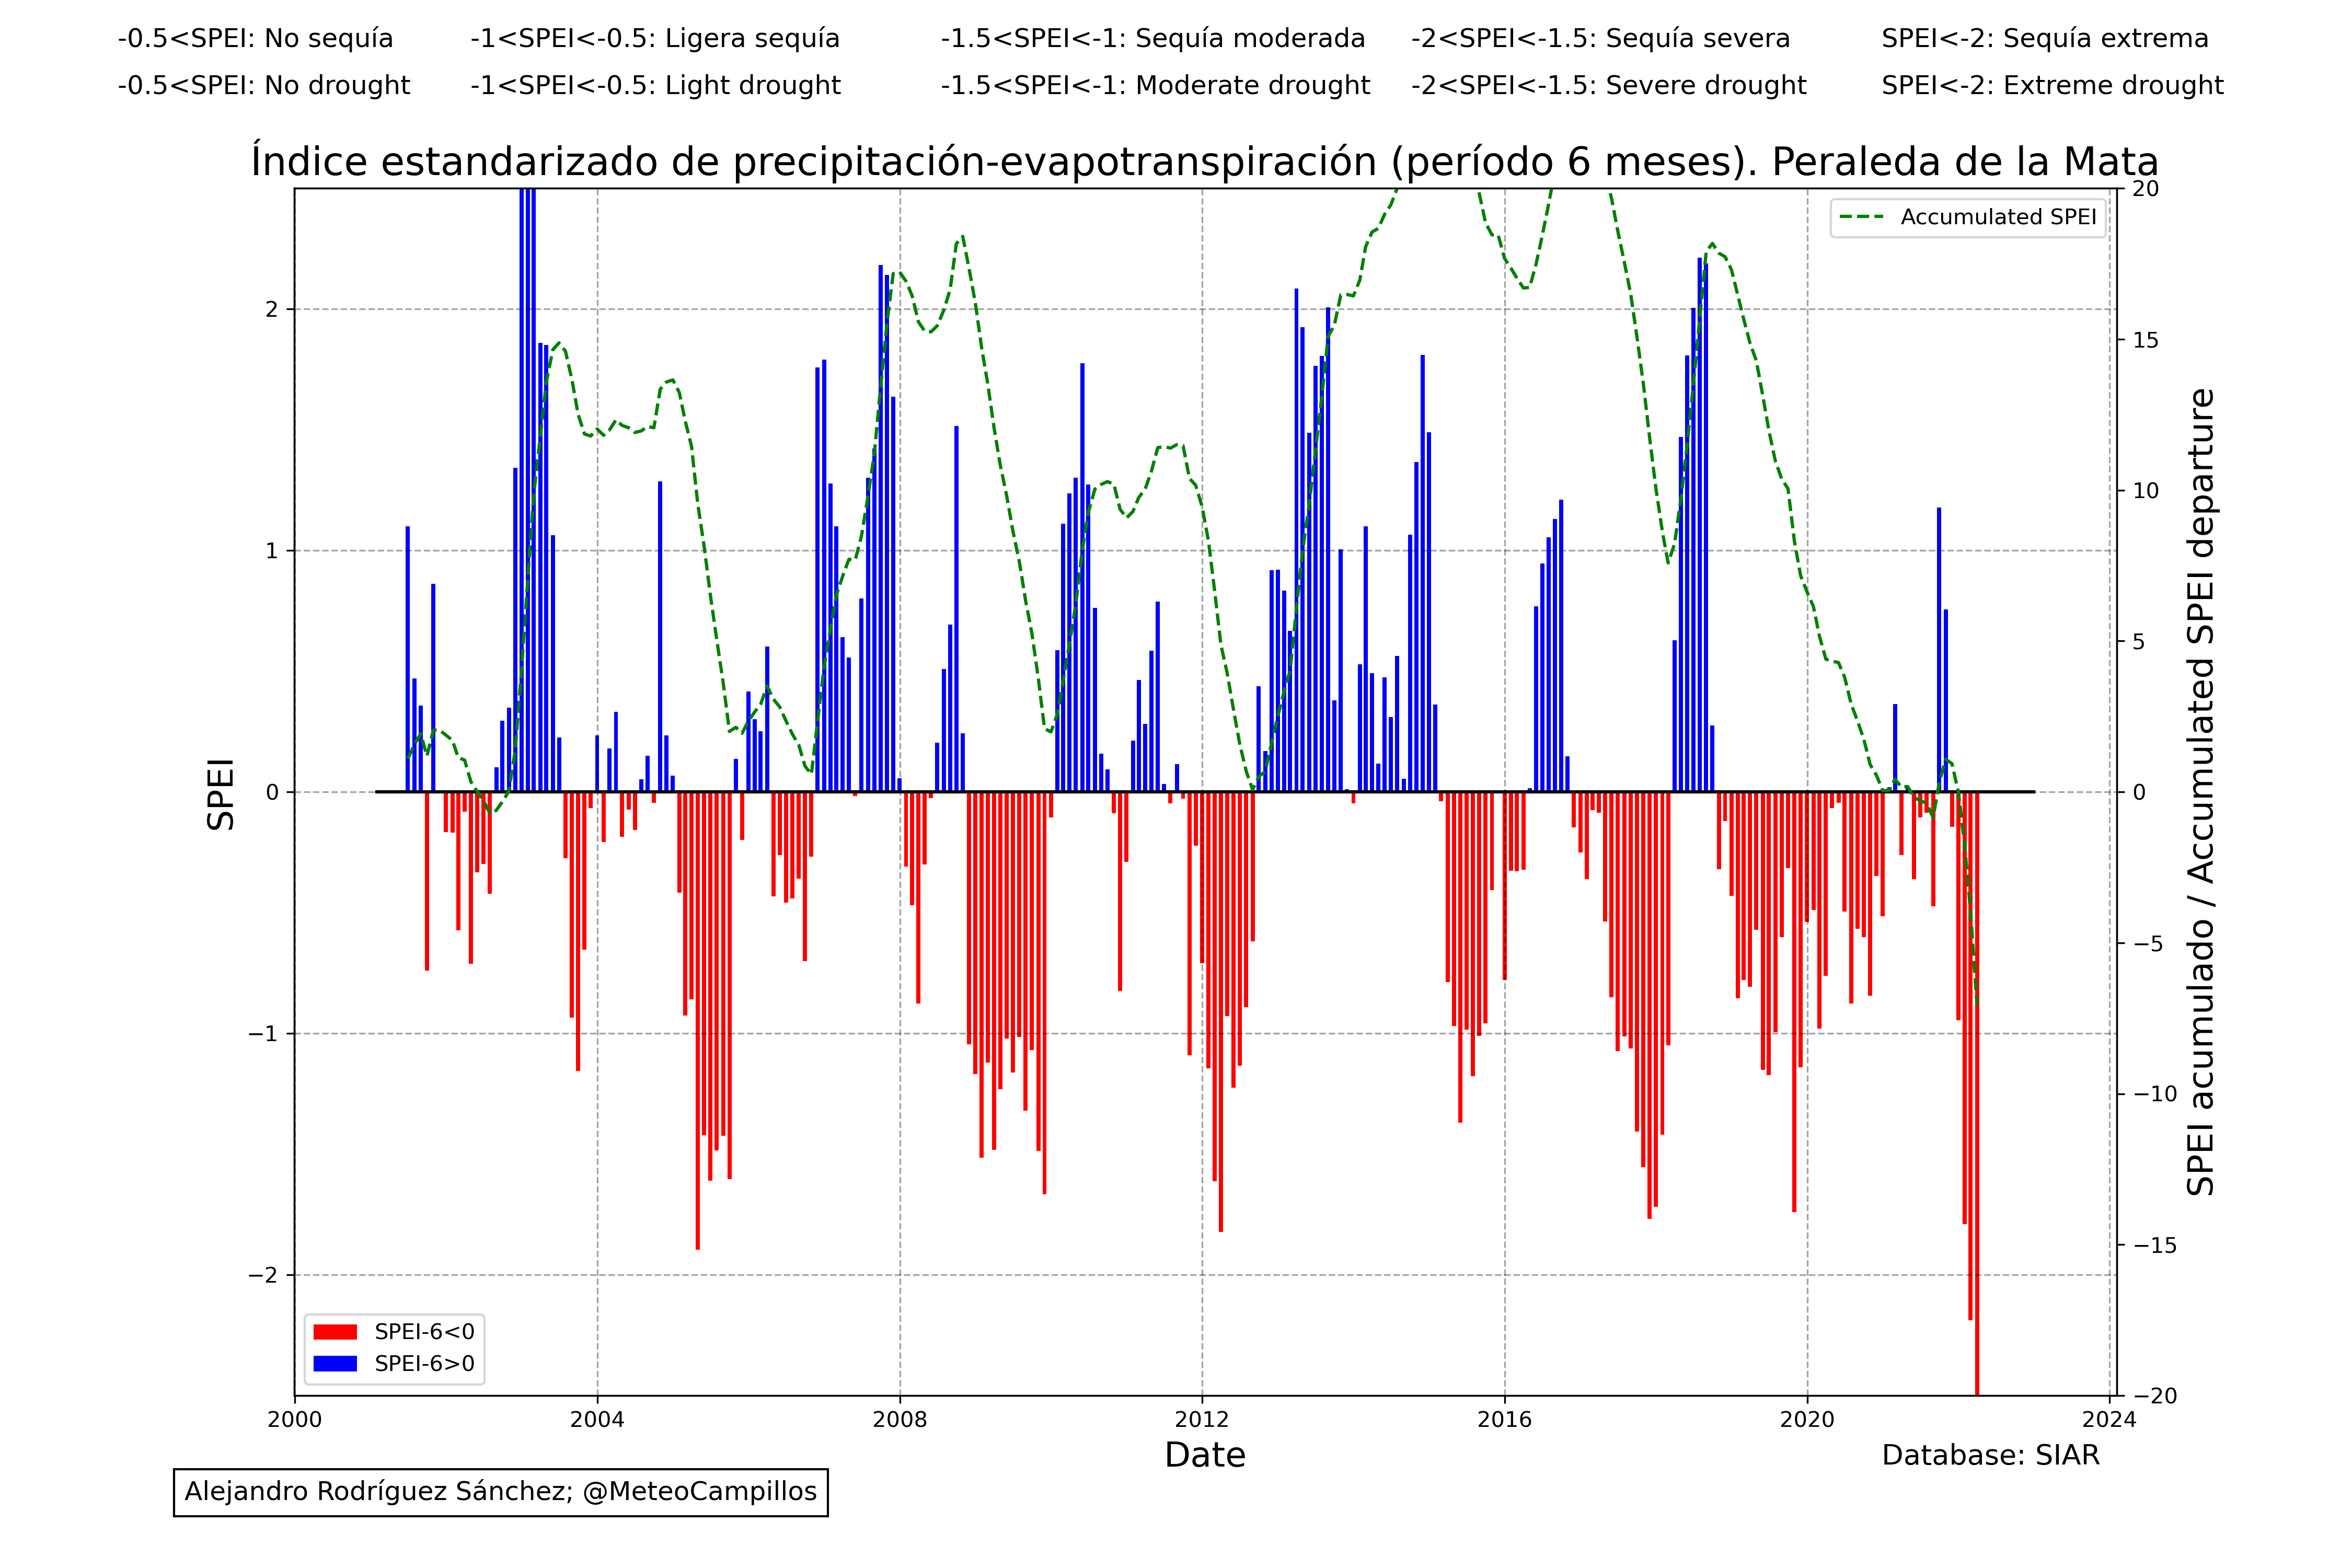 -0.5<SPEI: No sequía -1<SPEI<-0.5: Ligera sequía -1.5<SPEI<-1: Sequía moderada -2<SPEI<-1.5: Sequía severa SPEI<-2: Sequía extrema
-0.5<SPEI: No drought -1<SPEI<-0.5: Light drought -1.5<SPEI<-1: Moderate drought -2<SPEI<-1.5: Severe drought SPEI<-2: Extreme drought
Índice estandarizado de precipitación-evapotranspiración (período 6 meses). Peraleda de la Mata
Accumulated SPEI
SPEI
2
1
0
−1
−2
20
15
10
5
0
−5
−10
−15
−20
SPEI acumulado / Accumulated SPEI departure
SPEI-6<0
SPEI-6>0
2000 2004 2008 2012 2016 2020 2024
Date
Database: SIAR
Alejandro Rodríguez Sánchez; @MeteoCampillos